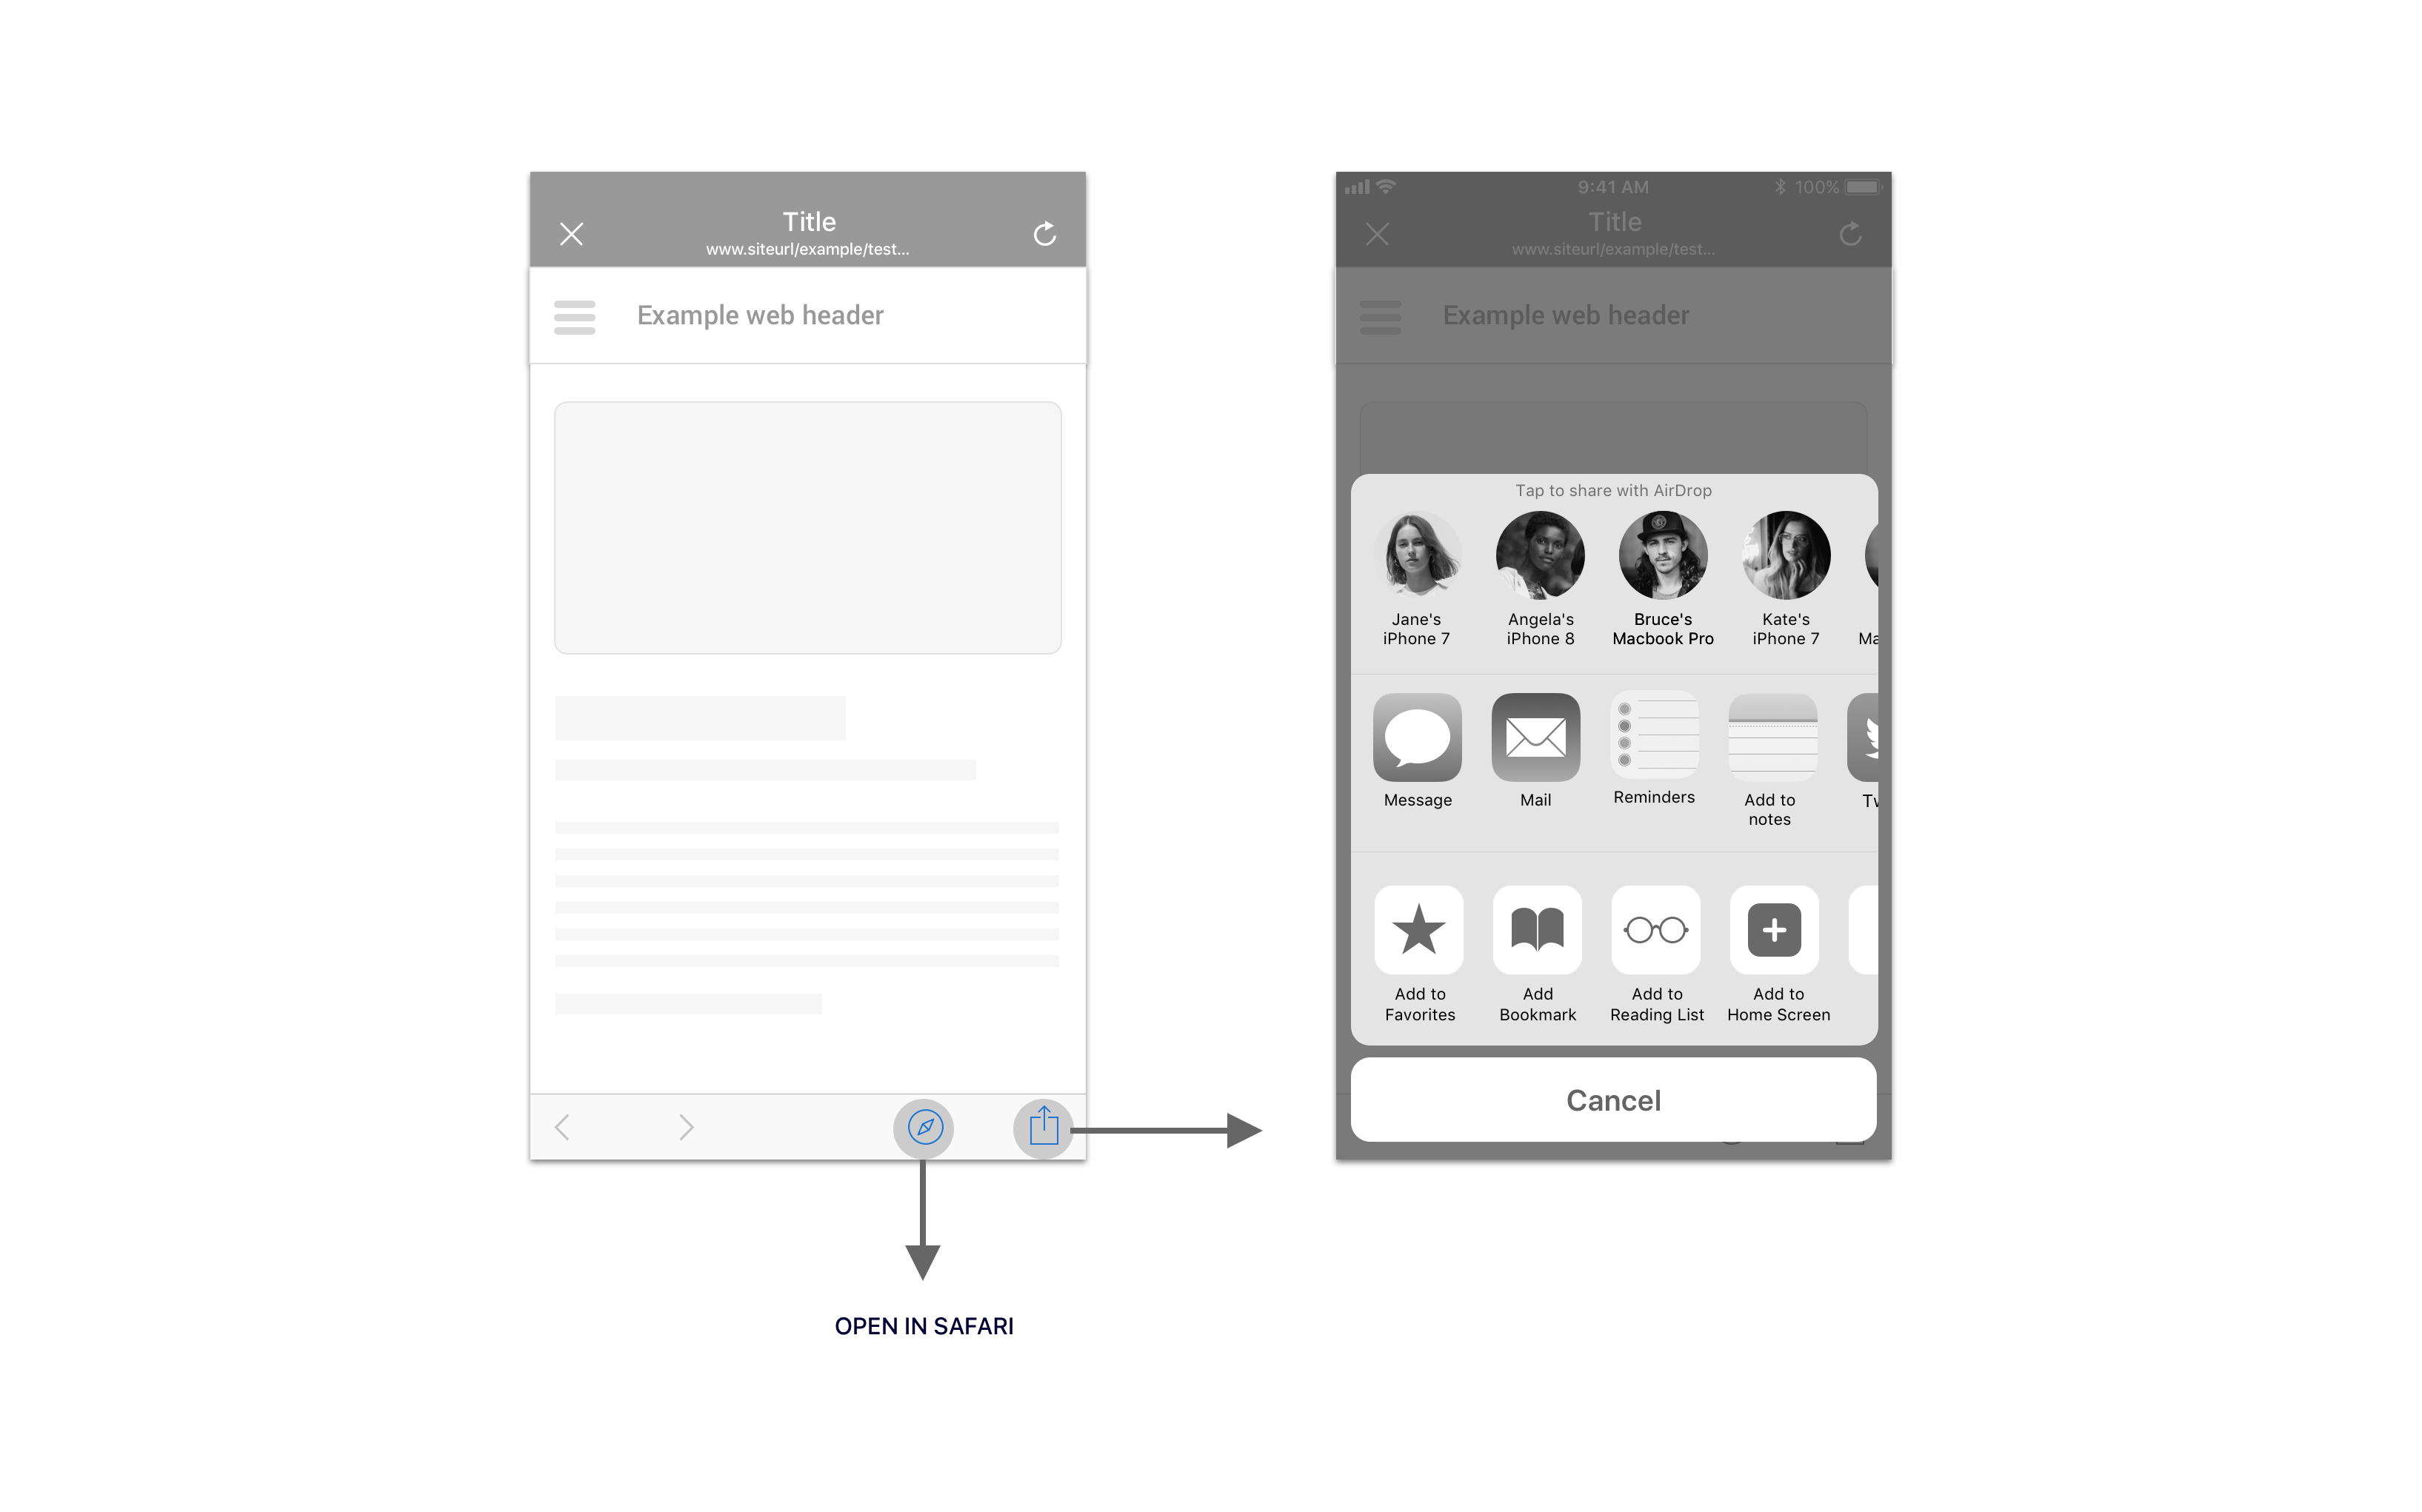 Title
www.siteurl/example/test...
Example web header
OPEN IN SAFARI
9:41 AM
100%
Title
www.siteurl/example/test...
Example web header
Tap to share with AirDrop
Jane's
iPhone 7
Angela's
iPhone 8
Bruce's
Macbook Pro
Kate's
iPhone 7
Ma
Message
Mail
Reminders
Add to
notes
Tw
Add to
Favorites
Add
Bookmark
Add to
Reading List
Add to
Home Screen
Cancel